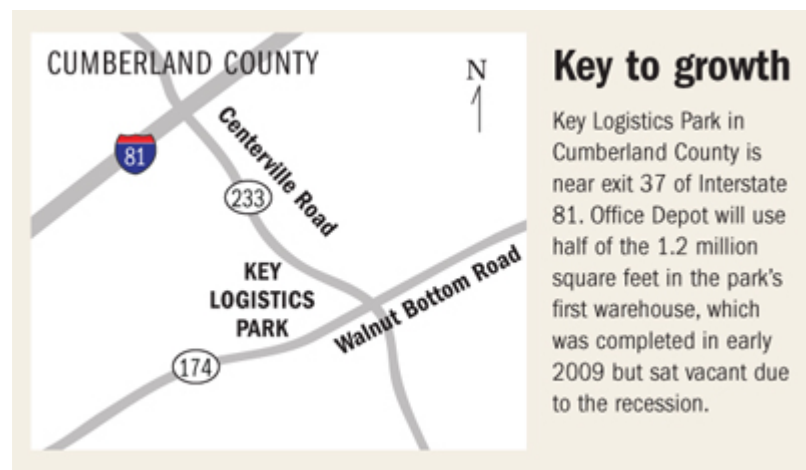 CUMBERLAND COUNTY
N
81
Centerville Road
233
KEY
LOGISTICS
PARK
Walnut Bottom Road
174
Key to growth
Key Logistics Park in
Cumberland County is
near exit 37 of Interstate
81. Office Depot will use
half of the 1.2 million
square feet in the park's
first warehouse, which
was completed in early
2009 but sat vacant due
to the recession.